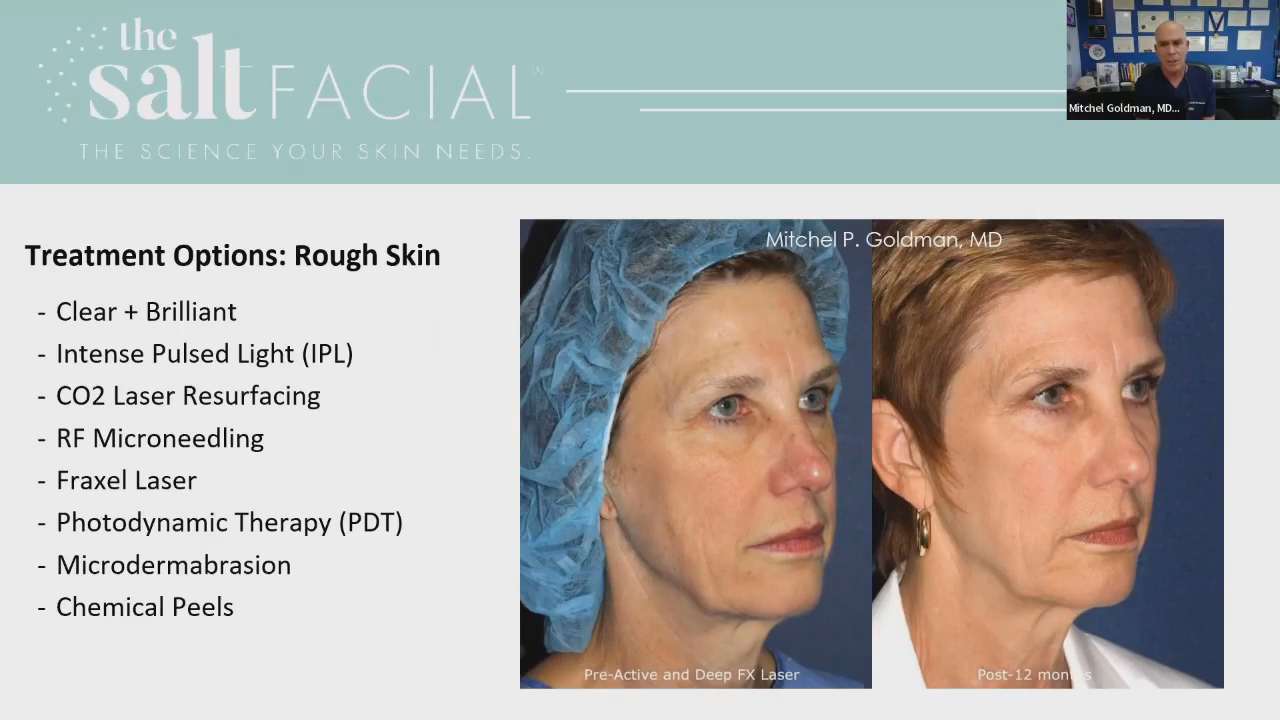 the
salt FACIAL
THE SCIENCE YOUR SKIN NEEDS.
Mitchel Goldman, MD...
Treatment Options: Rough Skin
- Clear + Brilliant
- Intense Pulsed Light (IPL)
- CO2 Laser Resurfacing
- RF Microneedling
- Fraxel Laser
- Photodynamic Therapy (PDT)
- Microdermabrasion
- Chemical Peels
Mitchel P. Goldman, MD
Pre-Active and Deep FX Laser
Post-12 months